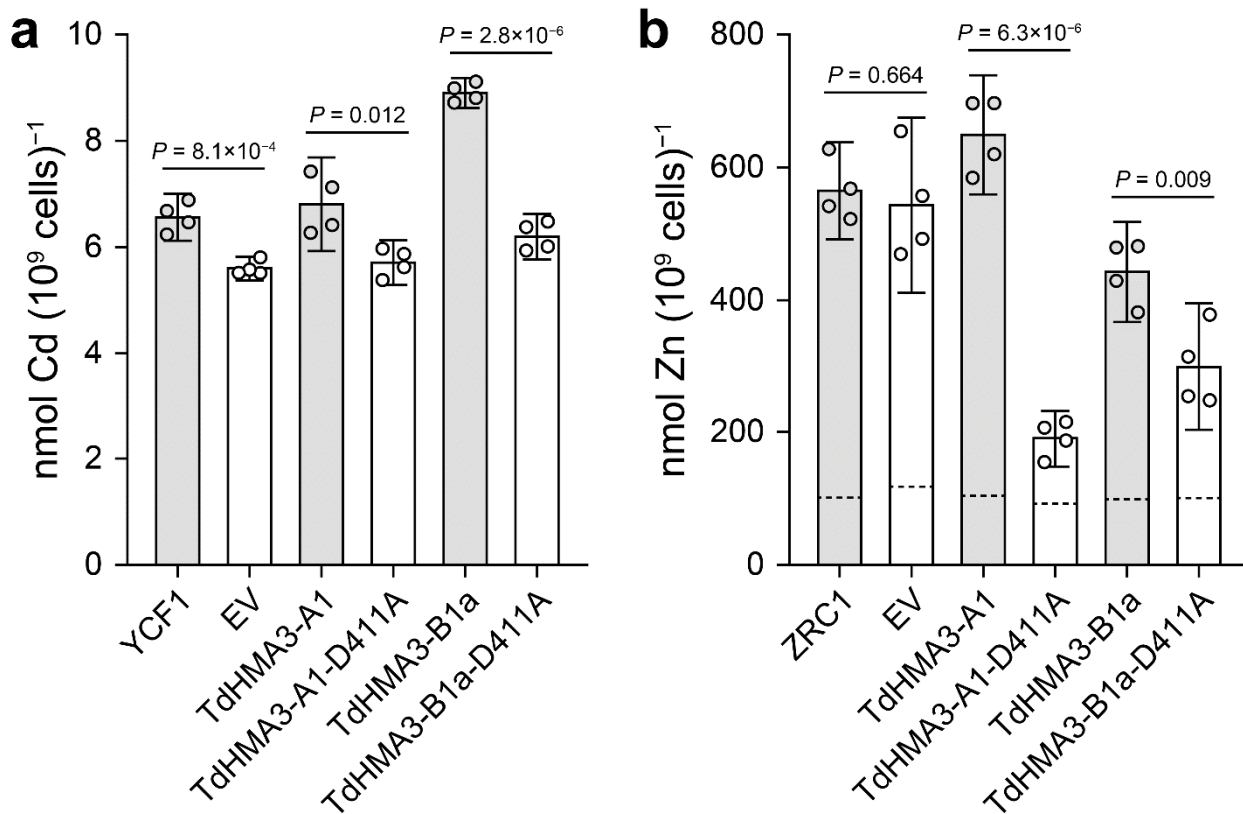 a
nmol Cd (10⁹ cells)⁻¹
10
8
6
4
2
0
P = 8.1×10⁻⁴
P = 0.012
P = 2.8×10⁻⁶
YCF1
EV
TdHMA3-A1
TdHMA3-A1-D411A
TdHMA3-B1a
TdHMA3-B1a-D411A
b
nmol Zn (10⁹ cells)⁻¹
800
600
400
200
0
P = 0.664
P = 6.3×10⁻⁶
P = 0.009
ZRC1
EV
TdHMA3-A1
TdHMA3-A1-D411A
TdHMA3-B1a
TdHMA3-B1a-D411A